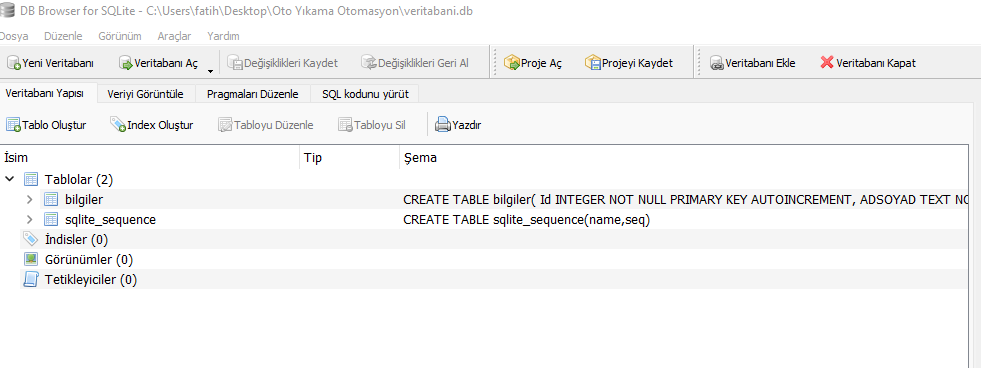 DB Browser for SQLite - C:\Users\fatih\Desktop\Oto Yıkama Otomasyon\veritabani.db
Dosya Düzenle Görünüm Araçlar Yardım
Yeni Veritabanı Veritabanı Aç Değişiklikleri Kaydet Değişiklikleri Geri Al Proje Aç Projeyi Kaydet Veritabanı Ekle Veritabanı Kapat
Veritabanı Yapısı Veriyi Görüntüle Pragmaları Düzenle SQL kodunu yürüt
Tablo Oluştur Index Oluştur Tabloyu Düzenle Tabloyu Sil Yazdır
İsim Tip Şema
Tablolar (2)
bilgiler CREATE TABLE bilgiler( Id INTEGER NOT NULL PRIMARY KEY AUTOINCREMENT, ADSOYAD TEXT NO
sqlite_sequence CREATE TABLE sqlite_sequence(name,seq)
İndisler (0)
Görünümler (0)
Tetikleyiciler (0)